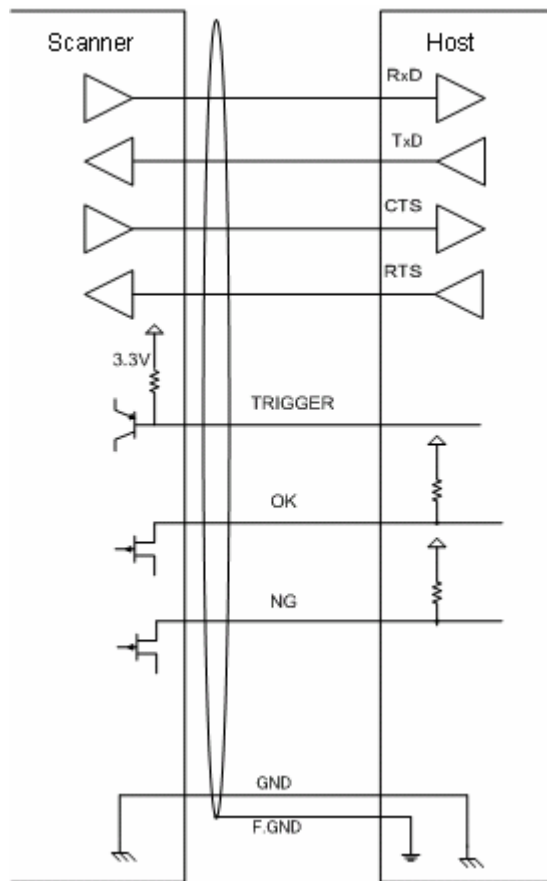 Scanner
Host
RxD
TxD
CTS
RTS
3.3V
TRIGGER
OK
NG
GND
F.GND